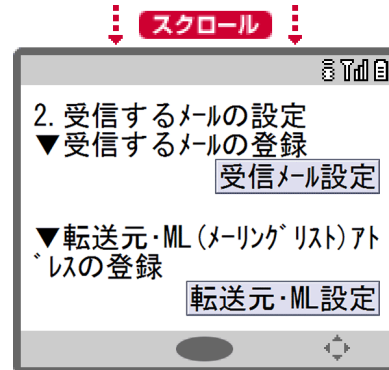 スクロール
2.受信するメールの設定
▼受信するメールの登録
受信メール設定
▼転送元・ML(メーリングリスト)アト
゛レスの登録
転送元・ML設定